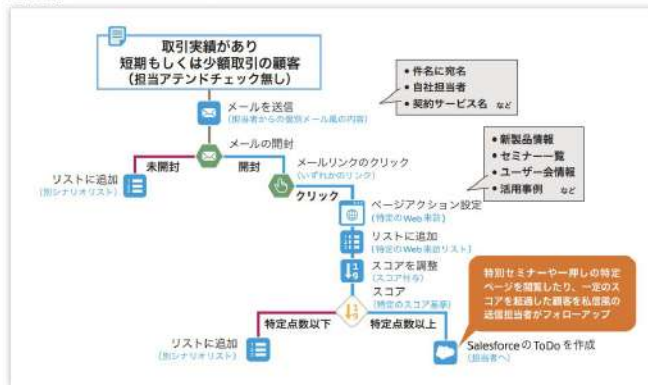 取引実績があり
短期もしくは少額取引の顧客
（担当アテンドチェック無し）
メールを送信
（担当者からの個別メール風の内容）
• 件名に宛名
• 自社担当者
• 契約サービス名 など
メールの開封
未開封
開封
リストに追加
（別シナリオリスト）
メールリンクのクリック
（いずれかのリンク）
クリック
• 新製品情報
• セミナー一覧
• ユーザー会情報
• 活用事例 など
ページアクション設定
（特定のWeb来訪）
リストに追加
（特定のWeb来訪リスト）
スコアを調整
（スコア付与）
スコア
（特定のスコア基準）
特別セミナーや一押しの特定
ページを閲覧したり、一定のス
コアを超過した顧客を私信風の
送信担当者がフォローアップ
特定点数以下
特定点数以上
リストに追加
（別シナリオリスト）
SalesforceのToDoを作成
（担当者へ）